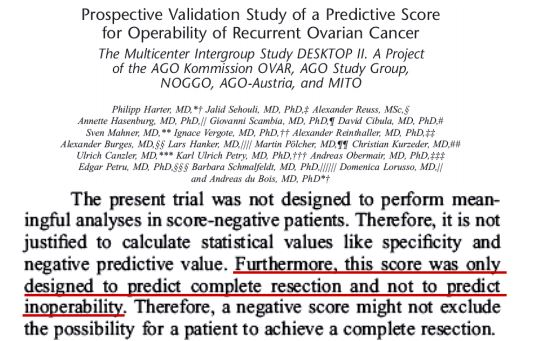 Prospective Validation Study of a Predictive Score
for Operability of Recurrent Ovarian Cancer
The Multicenter Intergroup Study DESKTOP II. A Project
of the AGO Kommission OVAR, AGO Study Group,
NOGGO, AGO-Austria, and MITO
Philipp Harter, MD,*† Jalid Sehouli, MD, PhD,‡ Alexander Reuss, MSc,§
Annette Hasenburg, MD, PhD,|| Giovanni Scambia, MD, PhD,¶ David Cibula, MD, PhD,#
Sven Mahner, MD,** Ignace Vergote, MD, PhD,†† Alexander Reinthaller, MD, PhD,‡‡
Alexander Burges, MD,§§ Lars Hanker, MD,|||| Martin Pölcher, MD,¶¶ Christian Kurzeder, MD,##
Ulrich Canzler, MD,*** Karl Ulrich Petry, MD, PhD,††† Andreas Obermair, MD, PhD,‡‡‡
Edgar Petru, MD, PhD,§§§ Barbara Schmalfeldt, MD, PhD,|||||| Domenica Lorusso, MD,||
and Andreas du Bois, MD, PhD*†
The present trial was not designed to perform mean-
ingful analyses in score-negative patients. Therefore, it is not
justified to calculate statistical values like specificity and
negative predictive value. Furthermore, this score was only
designed to predict complete resection and not to predict
inoperability. Therefore, a negative score might not exclude
the possibility for a patient to achieve a complete resection.